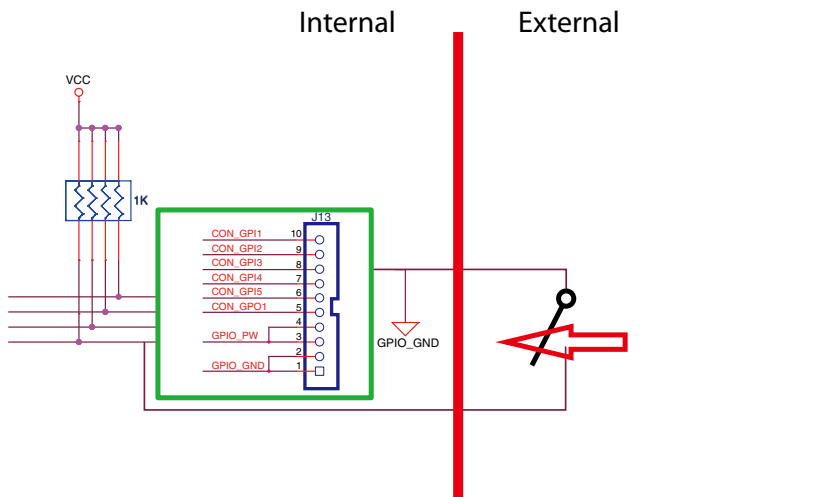 Internal
External
VCC
1K
J13
CON_GPI1 10
CON_GPI2 9
CON_GPI3 8
CON_GPI4 7
CON_GPI5 6
CON_GPO1 5
4
GPIO_PW 3
2
GPIO_GND 1
GPIO_GND